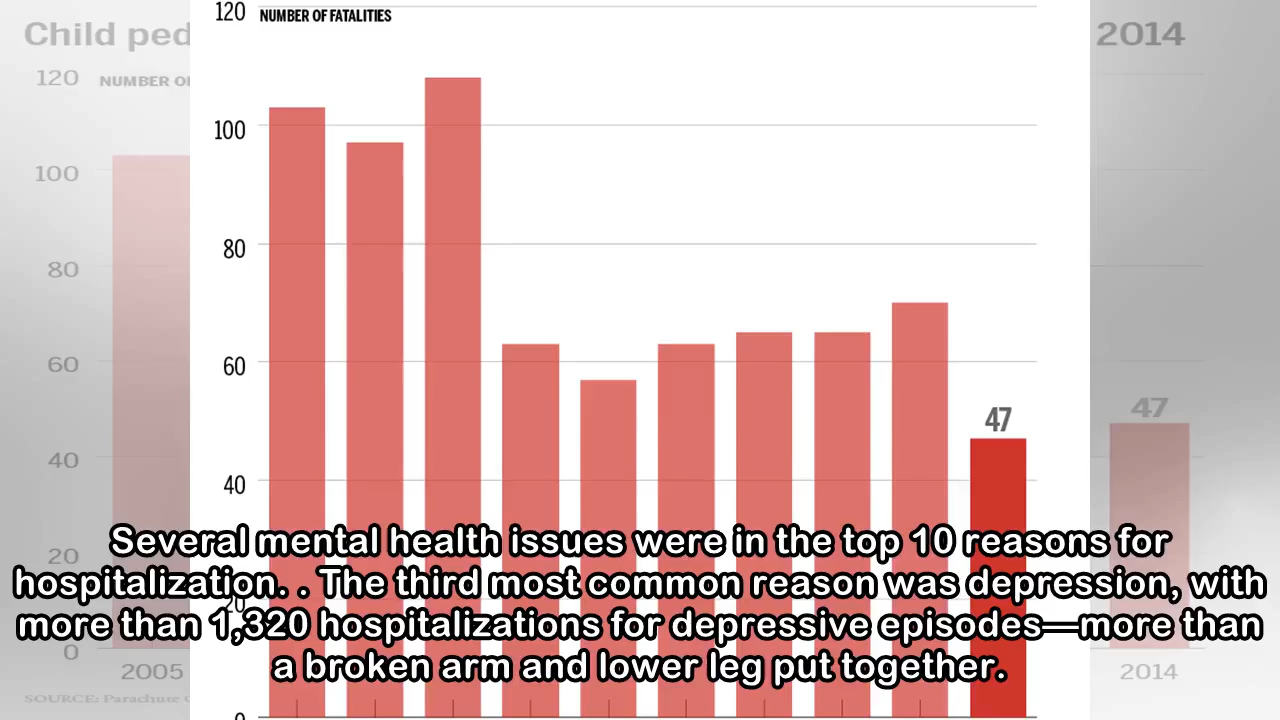 Child ped
2014
120
NUMBER OF FATALITIES
120
NUMBER OF
100
100
80
80
60
60
47
47
40
40
20
20
0
0
2005
2014
SOURCE: Parachute
Several mental health issues were in the top 10 reasons for
hospitalization. . The third most common reason was depression, with
more than 1,320 hospitalizations for depressive episodes—more than
a broken arm and lower leg put together.